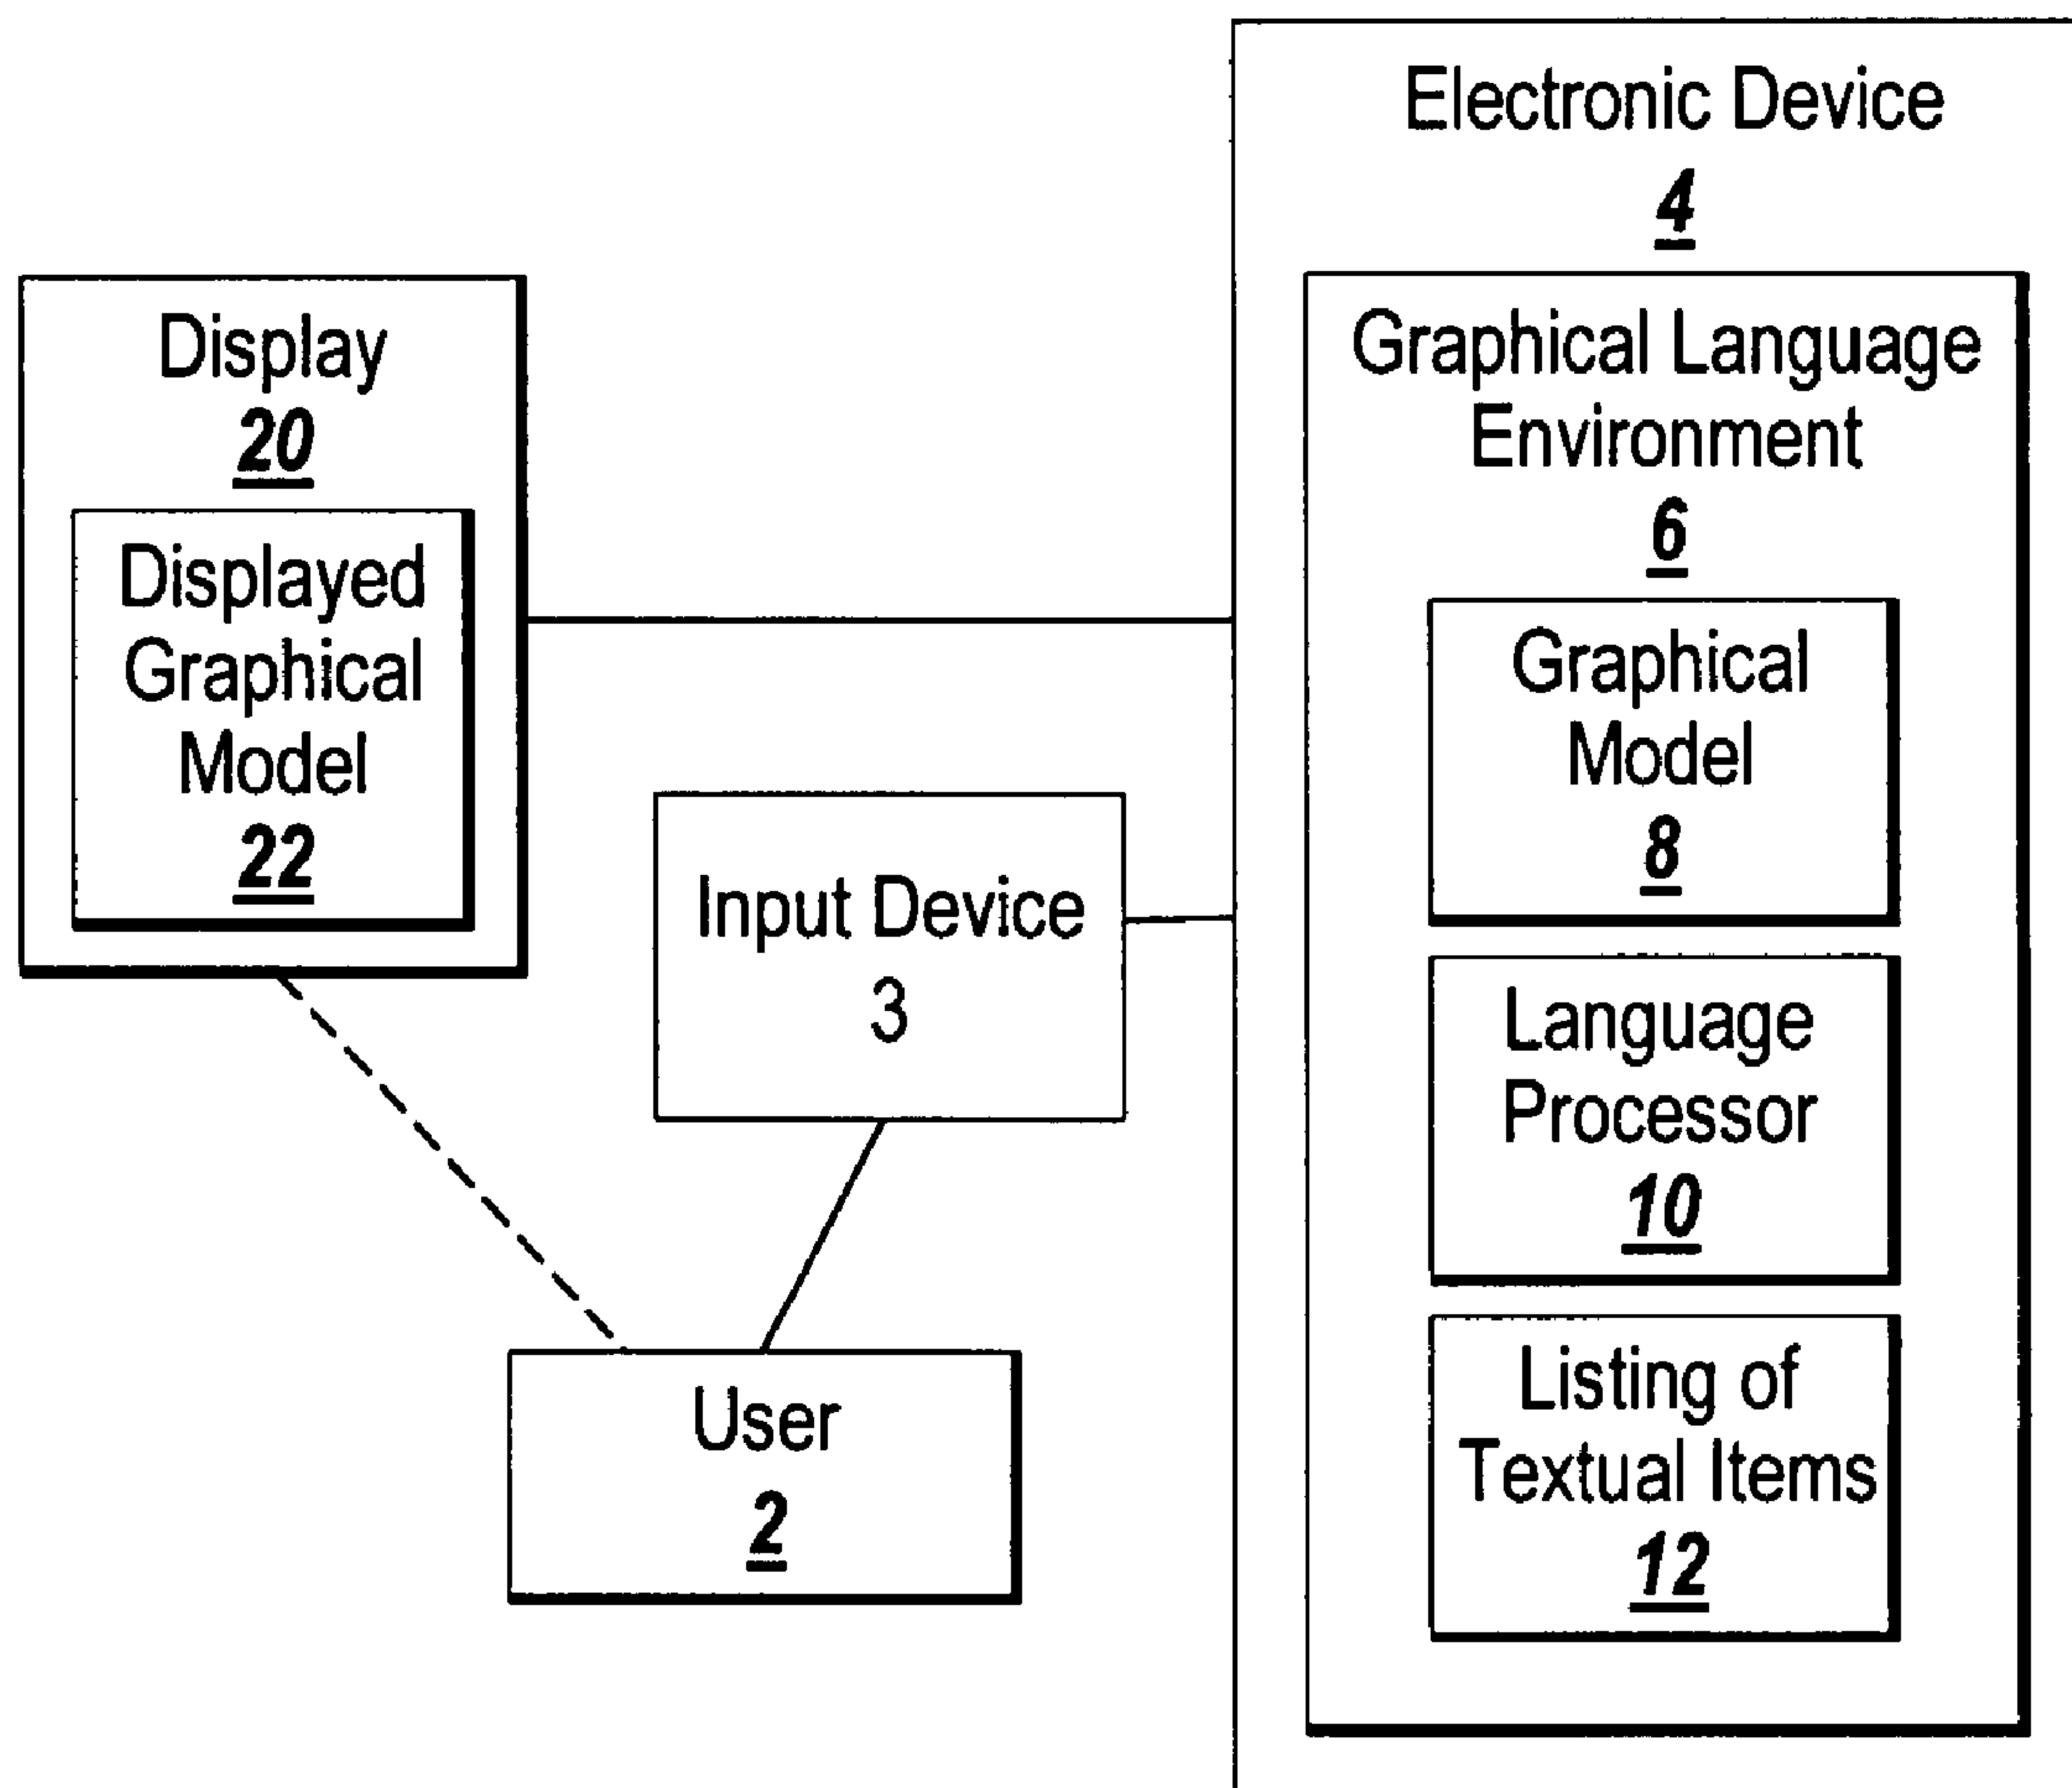 Electronic Device
4
Graphical Language
Environment
6
Graphical
Model
8
Language
Processor
10
Listing of
Textual Items
12
Display
20
Displayed
Graphical
Model
22
Input Device
3
User
2